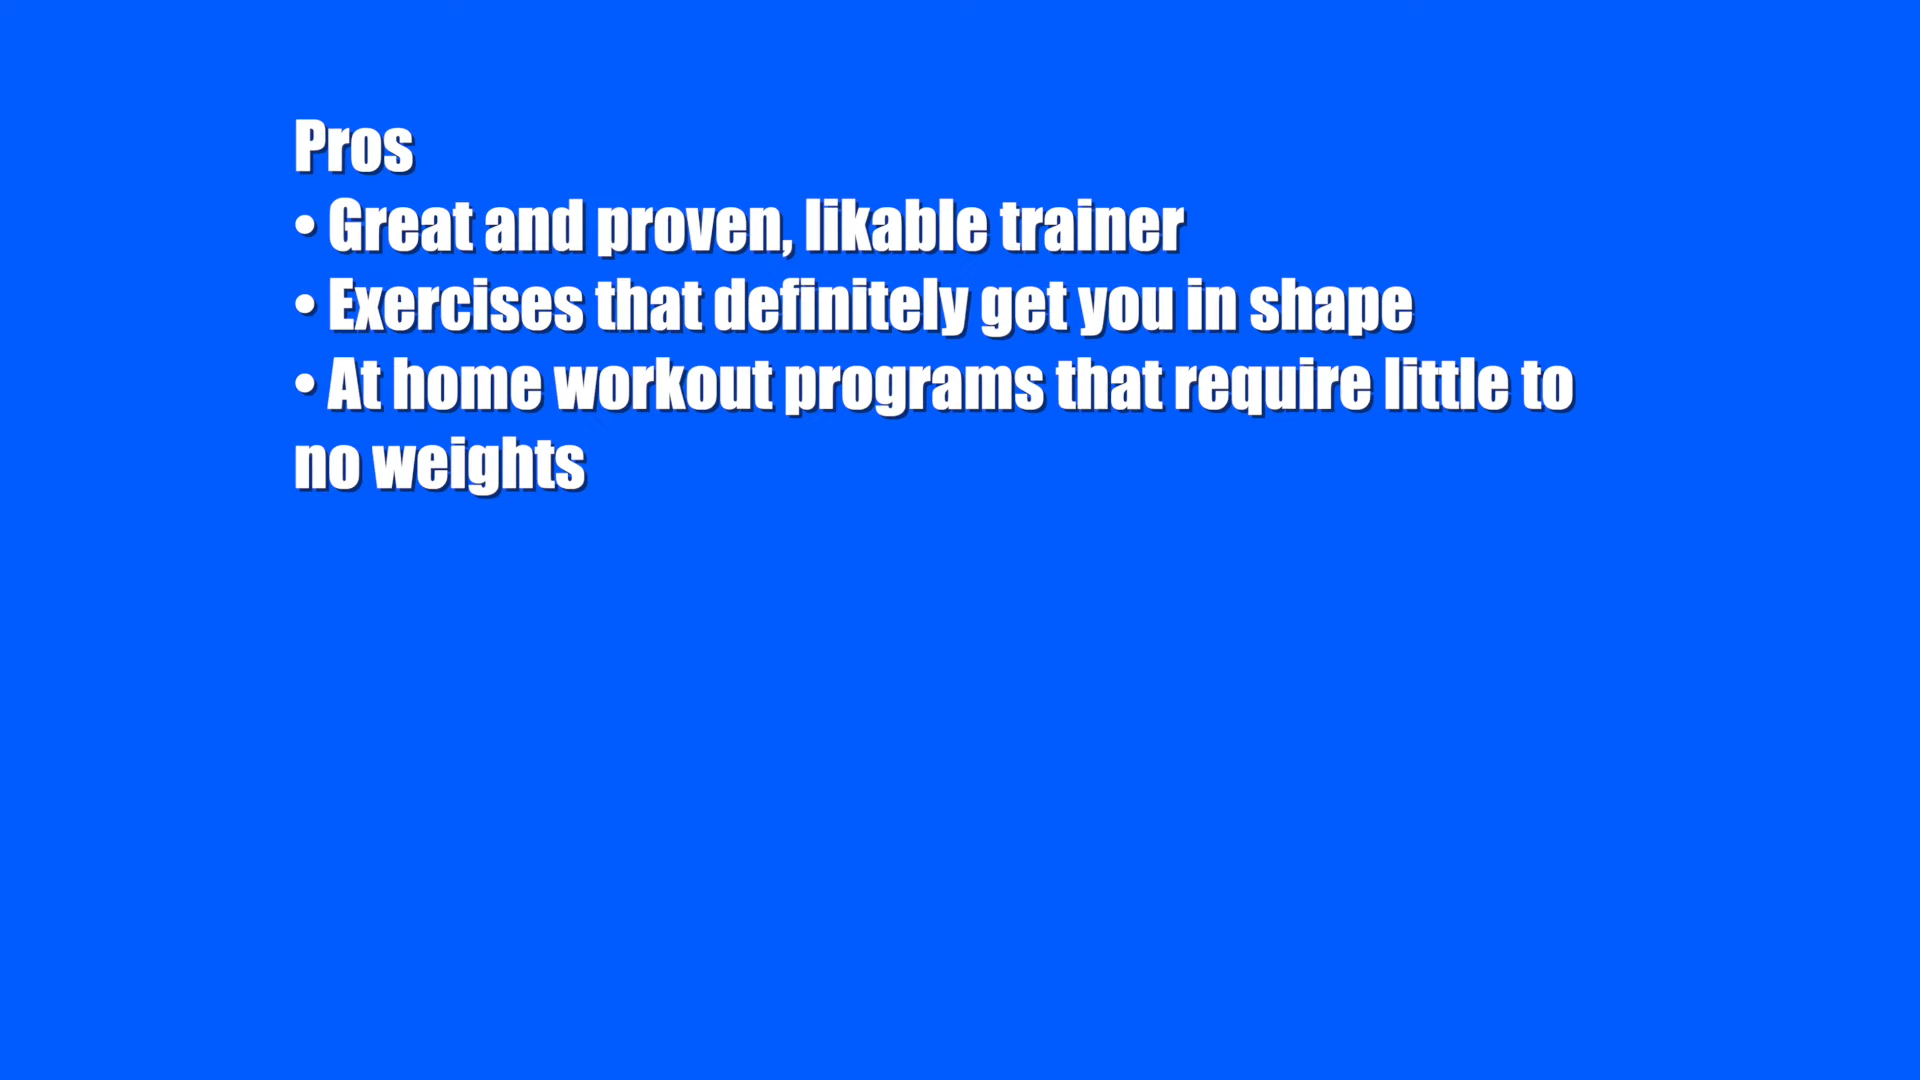 Pros
• Great and proven, likable trainer
• Exercises that definitely get you in shape
• At home workout programs that require little to
no weights